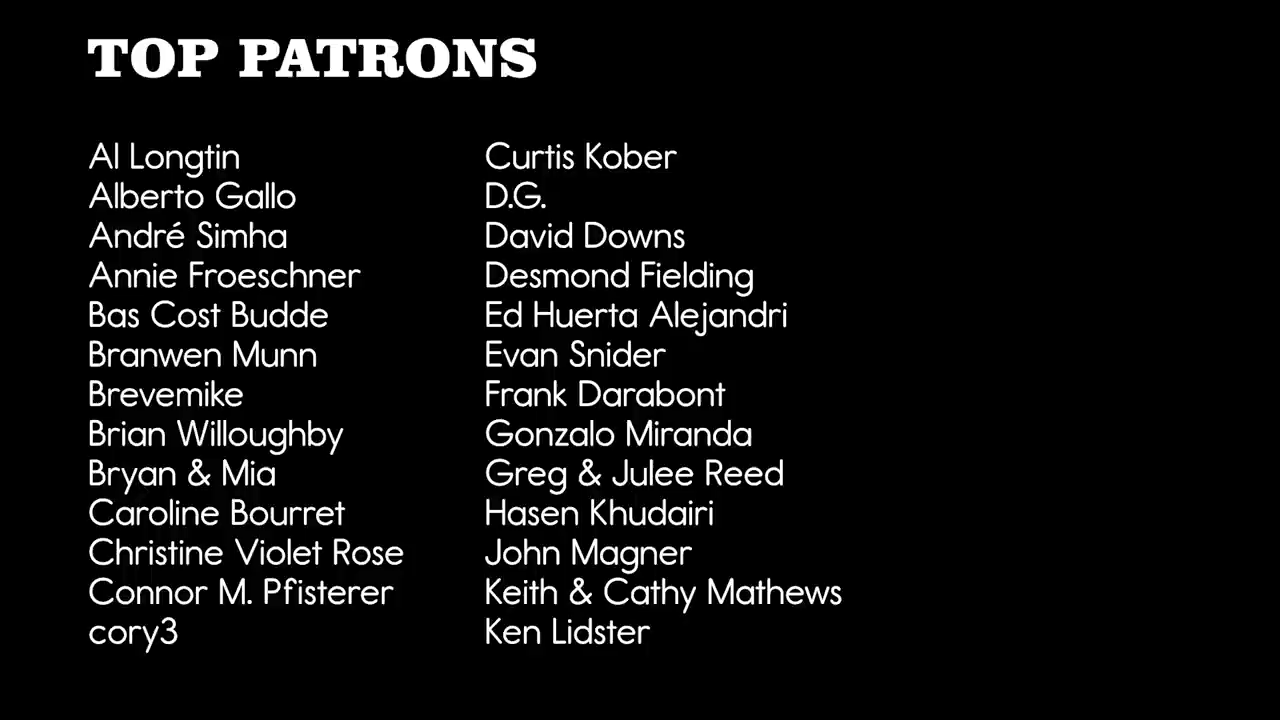 TOP PATRONS
Al Longtin
Alberto Gallo
André Simha
Annie Froeschner
Bas Cost Budde
Branwen Munn
Brevemike
Brian Willoughby
Bryan & Mia
Caroline Bourret
Christine Violet Rose
Connor M. Pfisterer
cory3
Curtis Kober
D.G.
David Downs
Desmond Fielding
Ed Huerta Alejandri
Evan Snider
Frank Darabont
Gonzalo Miranda
Greg & Julee Reed
Hasen Khudairi
John Magner
Keith & Cathy Mathews
Ken Lidster